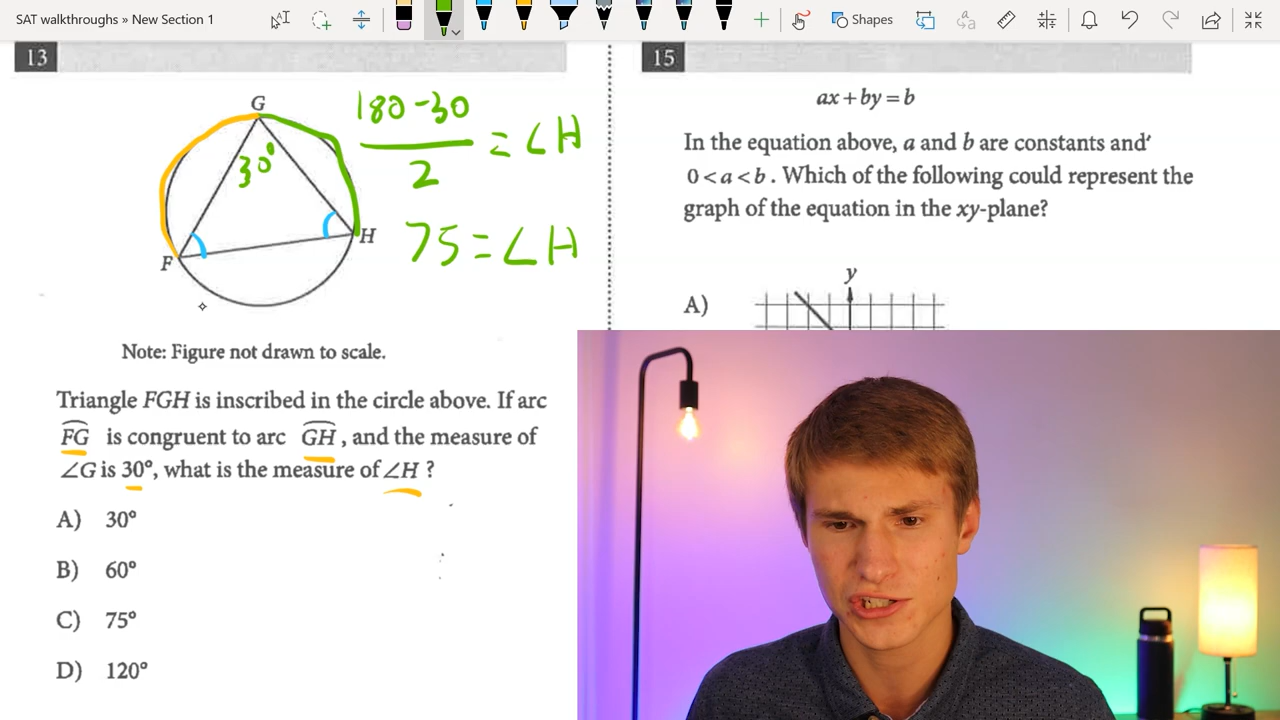 SAT walkthroughs » New Section 1
Shapes
13
G
30°
F
H
180-30
2
= ∠H
75 = ∠H
Note: Figure not drawn to scale.
Triangle FGH is inscribed in the circle above. If arc
FG is congruent to arc GH, and the measure of
∠G is 30°, what is the measure of ∠H ?
A) 30°
B) 60°
C) 75°
D) 120°
15
ax + by = b
In the equation above, a and b are constants and
0 < a < b. Which of the following could represent the
graph of the equation in the xy-plane?
A)
y